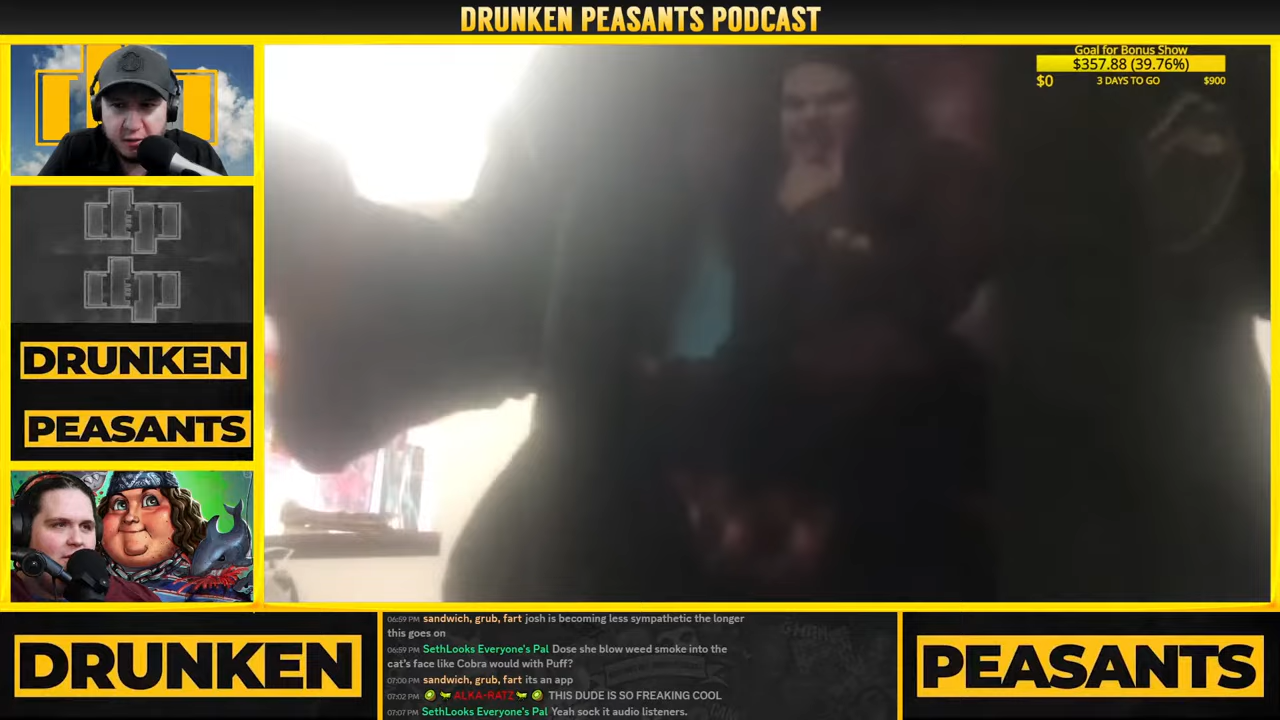 DRUNKEN PEASANTS PODCAST
Goal for Bonus Show
$357.88 (39.76%)
$0 3 DAYS TO GO $900
DRUNKEN
PEASANTS
DRUNKEN
06:59 PM sandwich, grub, fart josh is becoming less sympathetic the longer
this goes on
06:59 PM SethLooks Everyone's Pal Dose she blow weed smoke into the
cat's face like Cobra would with Puff?
07:00 PM sandwich, grub, fart its an app
07:02 PM ALKA-RATZ THIS DUDE IS SO FREAKING COOL
07:07 PM SethLooks Everyone's Pal Yeah sock it audio listeners.
PEASANTS